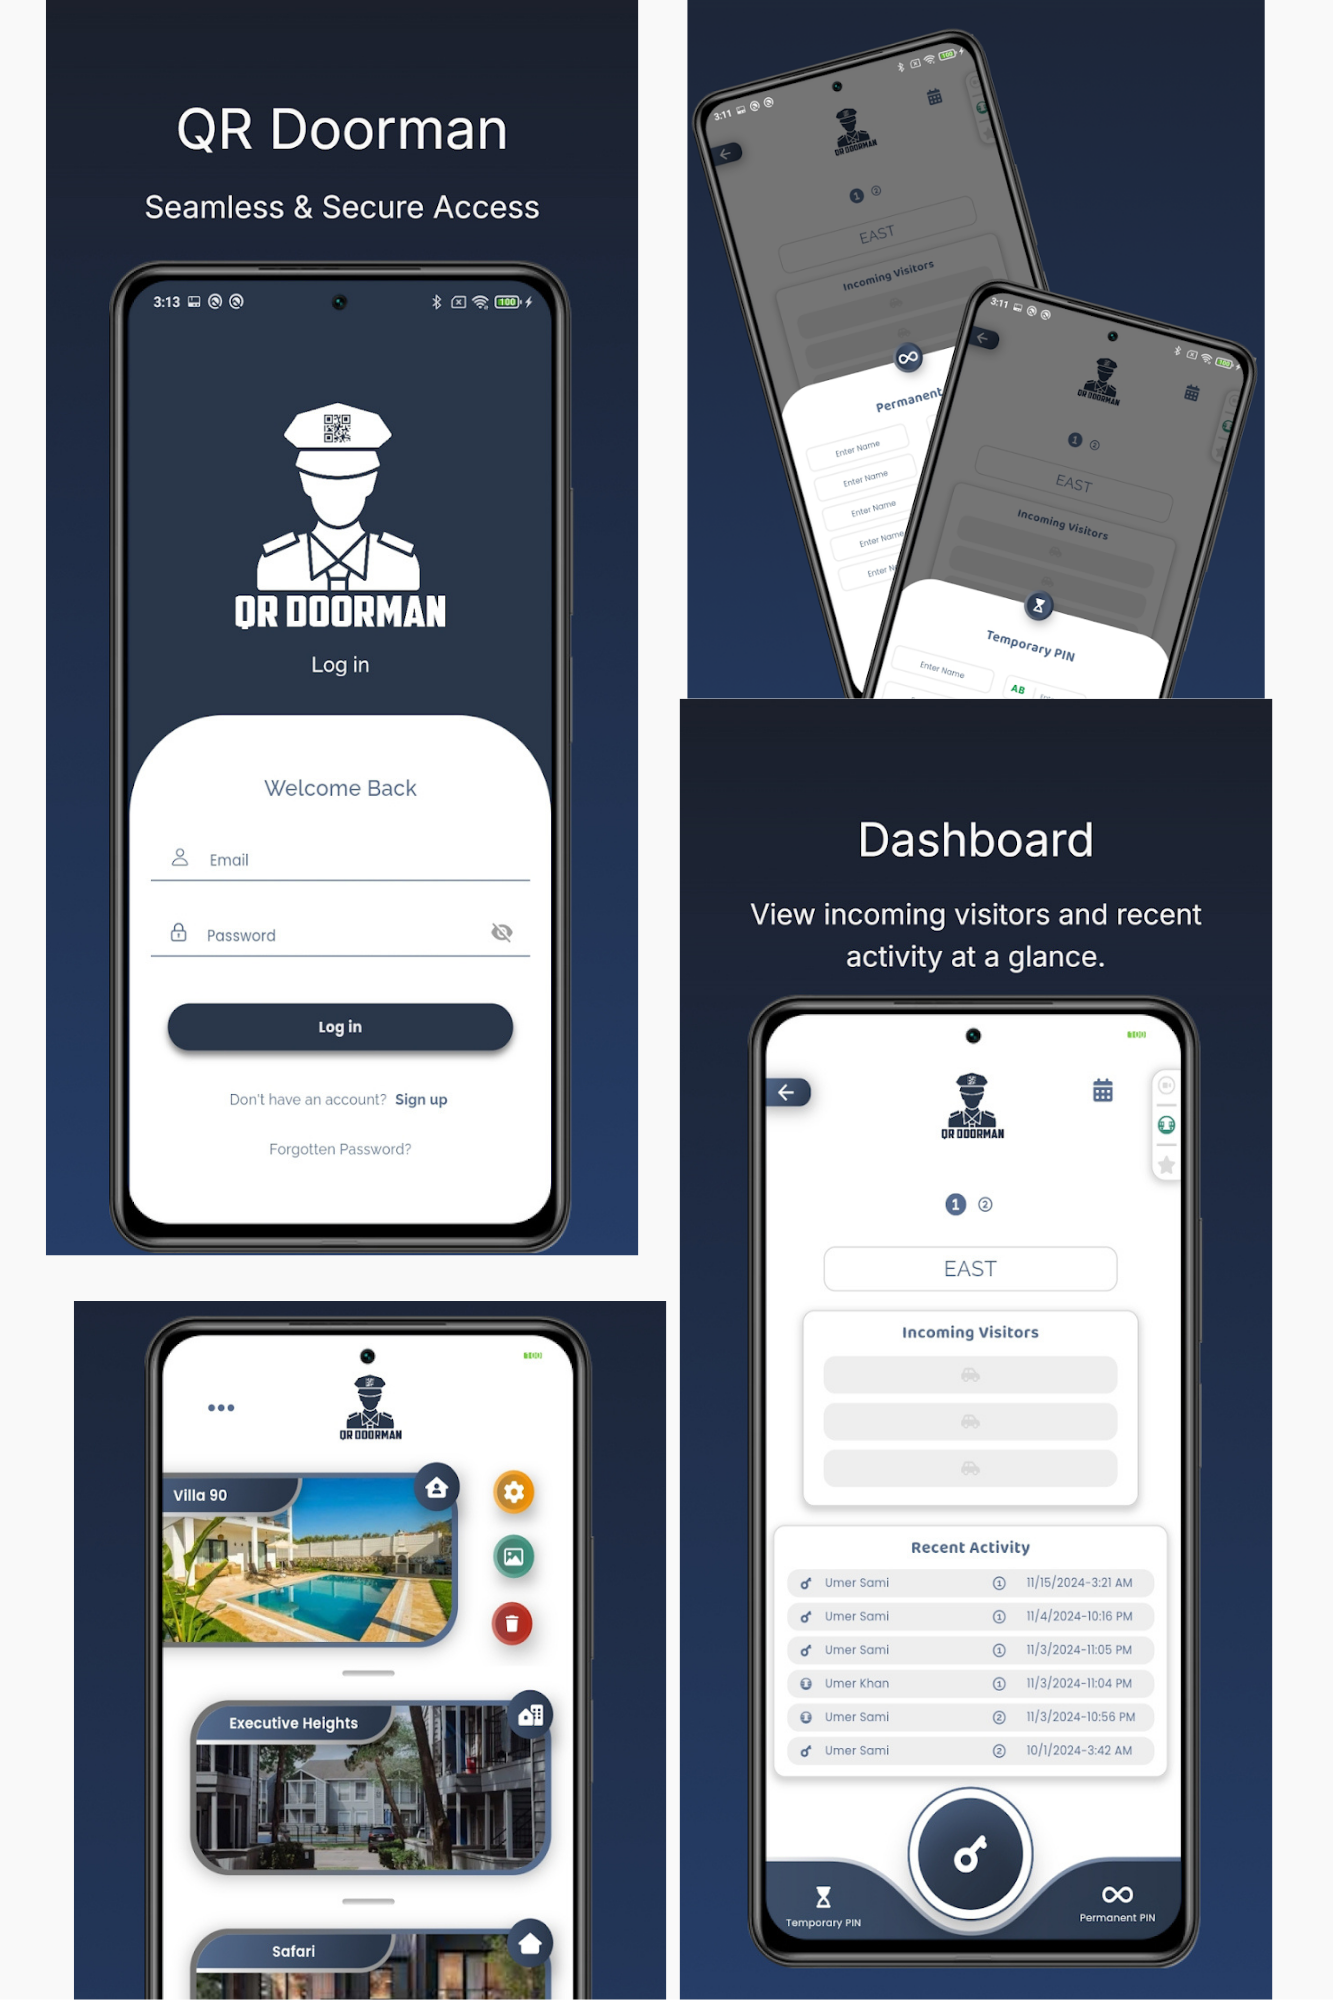 QR Doorman
Seamless & Secure Access
3:13
100
QR DOORMAN
Log in
Welcome Back
Email
Password
Log in
Don't have an account? Sign up
Forgotten Password?
3:11
100
QR DOORMAN
1 2
EAST
Incoming Visitors
Permanent
Enter Name
Enter Name
Enter Name
Enter Name
Enter N
3:11
100
QR DOORMAN
1 2
EAST
Incoming Visitors
Temporary PIN
Enter Name
AB
Dashboard
View incoming visitors and recent
activity at a glance.
100
QR DOORMAN
1 2
EAST
Incoming Visitors
Recent Activity
Umer Sami 1 11/15/2024-3:21 AM
Umer Sami 1 11/4/2024-10:16 PM
Umer Sami 1 11/3/2024-11:05 PM
Umer Khan 1 11/3/2024-11:04 PM
Umer Sami 2 11/3/2024-10:56 PM
Umer Sami 2 10/1/2024-3:42 AM
Temporary PIN
Permanent PIN
100
QR DOORMAN
Villa 90
Executive Heights
Safari